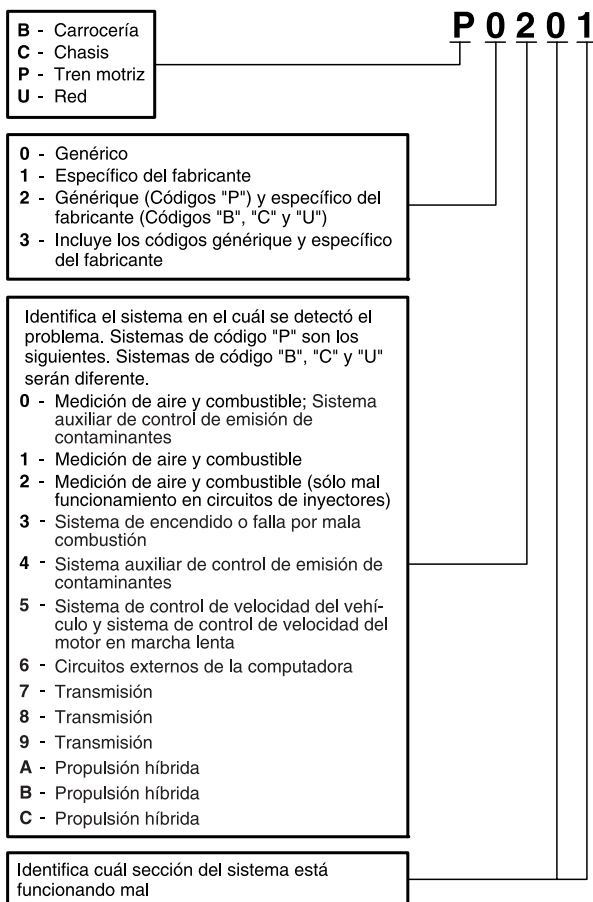 P 0 2 0 1
B - Carrocería
C - Chasis
P - Tren motriz
U - Red
0 - Genérico
1 - Específico del fabricante
2 - Générique (Códigos "P") y específico del
fabricante (Códigos "B", "C" y "U")
3 - Incluye los códigos générique y específico
del fabricante
Identifica el sistema en el cuál se detectó el
problema. Sistemas de código "P" son los
siguientes. Sistemas de código "B", "C" y "U"
serán diferente.
0 - Medición de aire y combustible; Sistema
auxiliar de control de emisión de
contaminantes
1 - Medición de aire y combustible
2 - Medición de aire y combustible (sólo mal
funcionamiento en circuitos de inyectores)
3 - Sistema de encendido o falla por mala
combustión
4 - Sistema auxiliar de control de emisión de
contaminantes
5 - Sistema de control de velocidad del vehí-
culo y sistema de control de velocidad del
motor en marcha lenta
6 - Circuitos externos de la computadora
7 - Transmisión
8 - Transmisión
9 - Transmisión
A - Propulsión híbrida
B - Propulsión híbrida
C - Propulsión híbrida
Identifica cuál sección del sistema está
funcionando mal